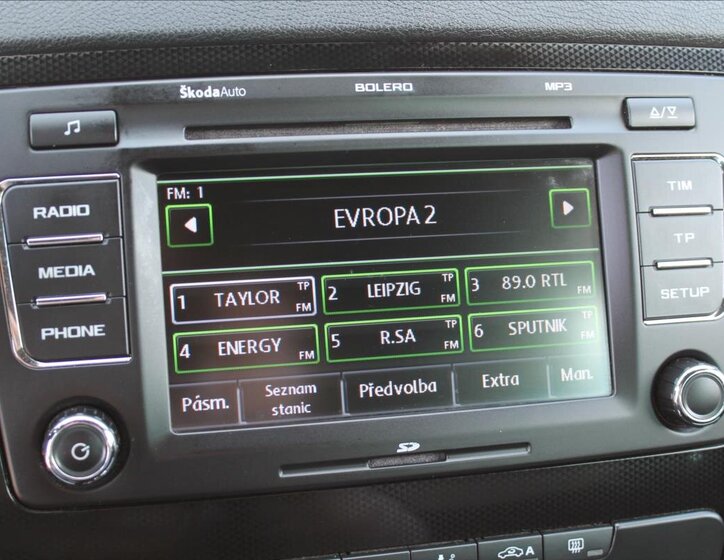 ŠkodaAuto BOLERO MP3
FM: 1
EVROPA 2
RADIO
MEDIA
PHONE
TIM
TP
SETUP
1 TAYLOR TP FM
2 LEIPZIG TP FM
3 89.0 RTL FM
4 ENERGY FM
5 R.SA TP FM
6 SPUTNIK TP FM
Pásm.
Seznam
stanic
Předvolba
Extra
Man.
SD
A